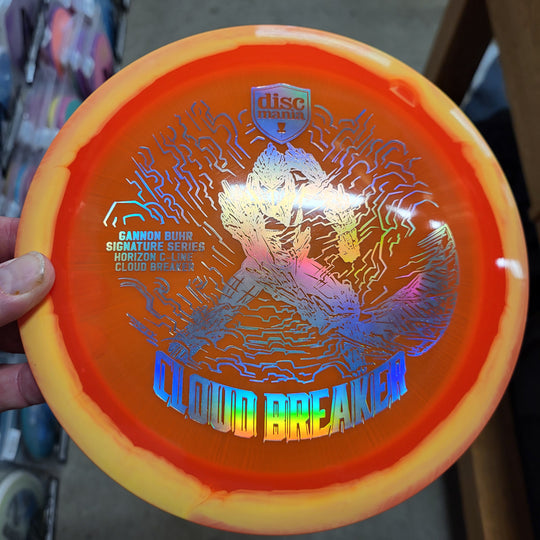 disc
mania
GANNON BUHR
SIGNATURE SERIES
HORIZON C-LINE
CLOUD BREAKER
CLOUD BREAKER